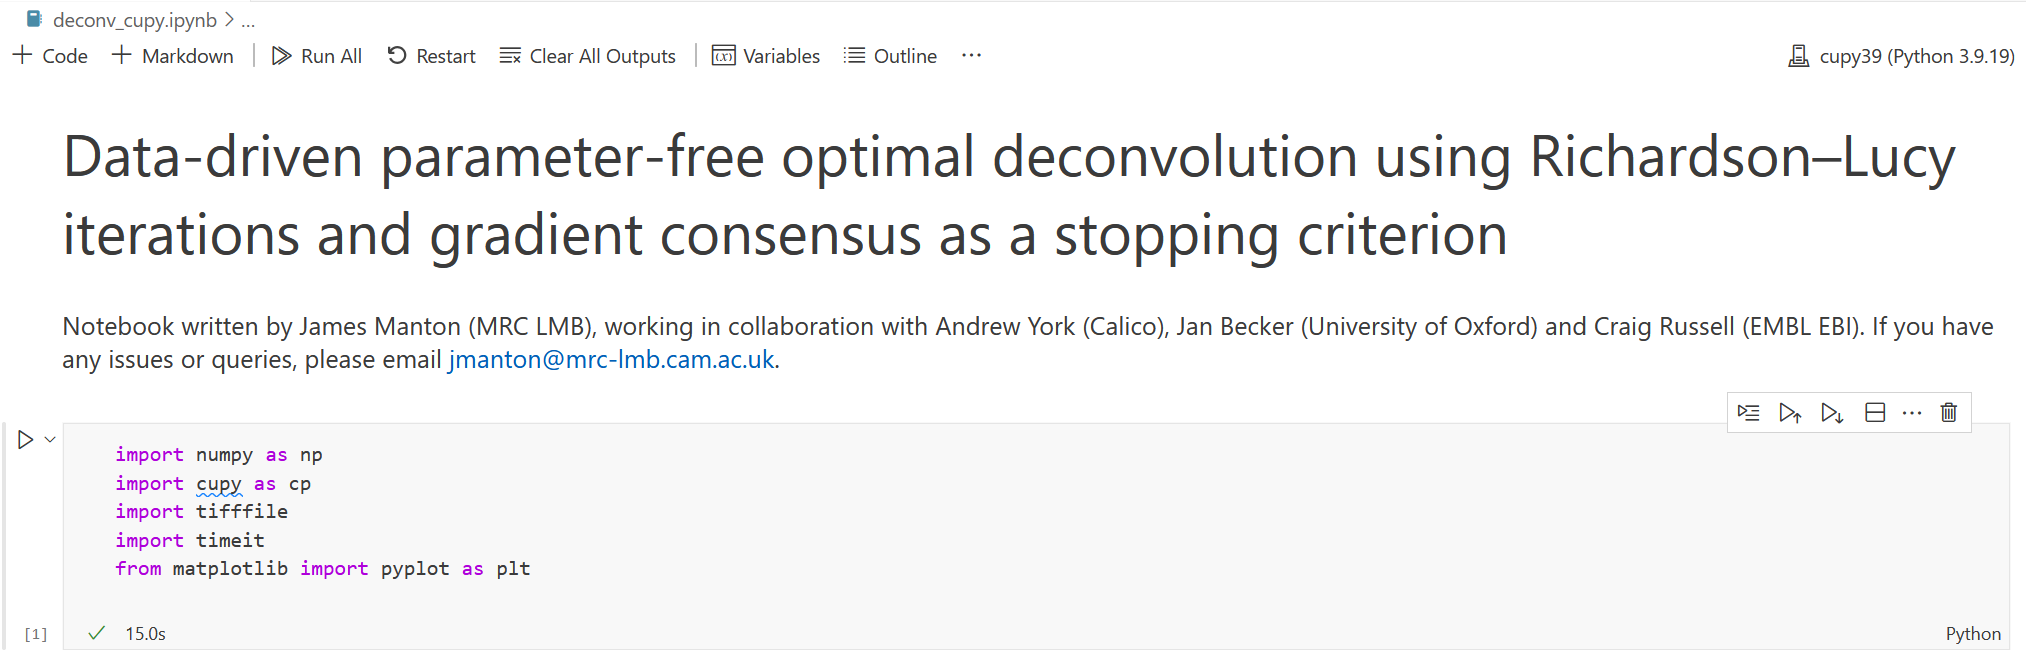 deconv_cupy.ipynb > ...
+ Code + Markdown Run All Restart Clear All Outputs Variables Outline ... cupy39 (Python 3.9.19)
Data-driven parameter-free optimal deconvolution using Richardson–Lucy
iterations and gradient consensus as a stopping criterion
Notebook written by James Manton (MRC LMB), working in collaboration with Andrew York (Calico), Jan Becker (University of Oxford) and Craig Russell (EMBL EBI). If you have
any issues or queries, please email jmanton@mrc-lmb.cam.ac.uk.
import numpy as np
import cupy as cp
import tifffile
import timeit
from matplotlib import pyplot as plt
[1] 15.0s Python